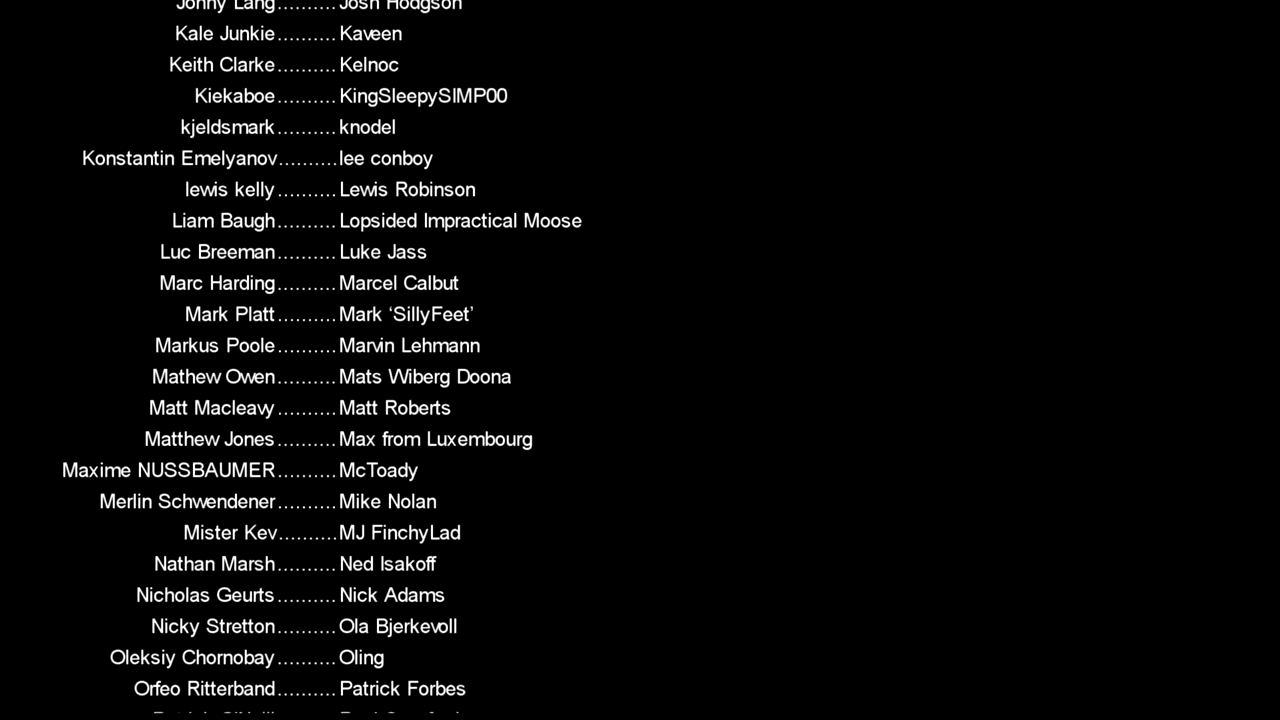 Jonny Lang..........Josh Hodgson
Kale Junkie..........Kaveen
Keith Clarke..........Kelnoc
Kiekaboe..........KingSleepySIMP00
kjeldsmark..........knodel
Konstantin Emelyanov..........lee conboy
lewis kelly..........Lewis Robinson
Liam Baugh..........Lopsided Impractical Moose
Luc Breeman..........Luke Jass
Marc Harding..........Marcel Calbut
Mark Platt..........Mark ‘SillyFeet’
Markus Poole..........Marvin Lehmann
Mathew Owen..........Mats Wiberg Doona
Matt Macleavy..........Matt Roberts
Matthew Jones..........Max from Luxembourg
Maxime NUSSBAUMER..........McToady
Merlin Schwendener..........Mike Nolan
Mister Kev..........MJ FinchyLad
Nathan Marsh..........Ned Isakoff
Nicholas Geurts..........Nick Adams
Nicky Stretton..........Ola Bjerkevoll
Oleksiy Chornobay..........Oling
Orfeo Ritterband..........Patrick Forbes